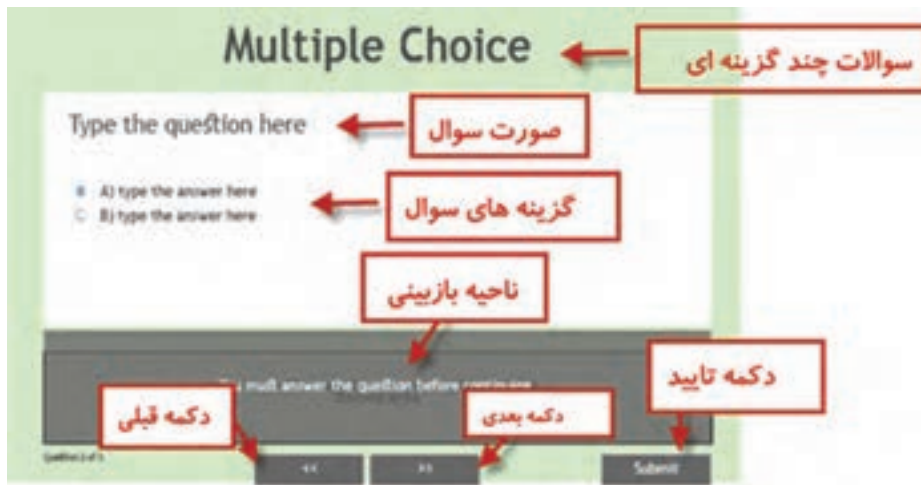 Multiple Choice
سوالات چند گزینه ای
Type the question here
صورت سوال
A) type the answer here
B) type the answer here
گزینه های سوال
ناحیه بازبینی
You must answer the question before continuing
دکمه تایید
دکمه قبلی
دکمه بعدی
<<
>>
Submit